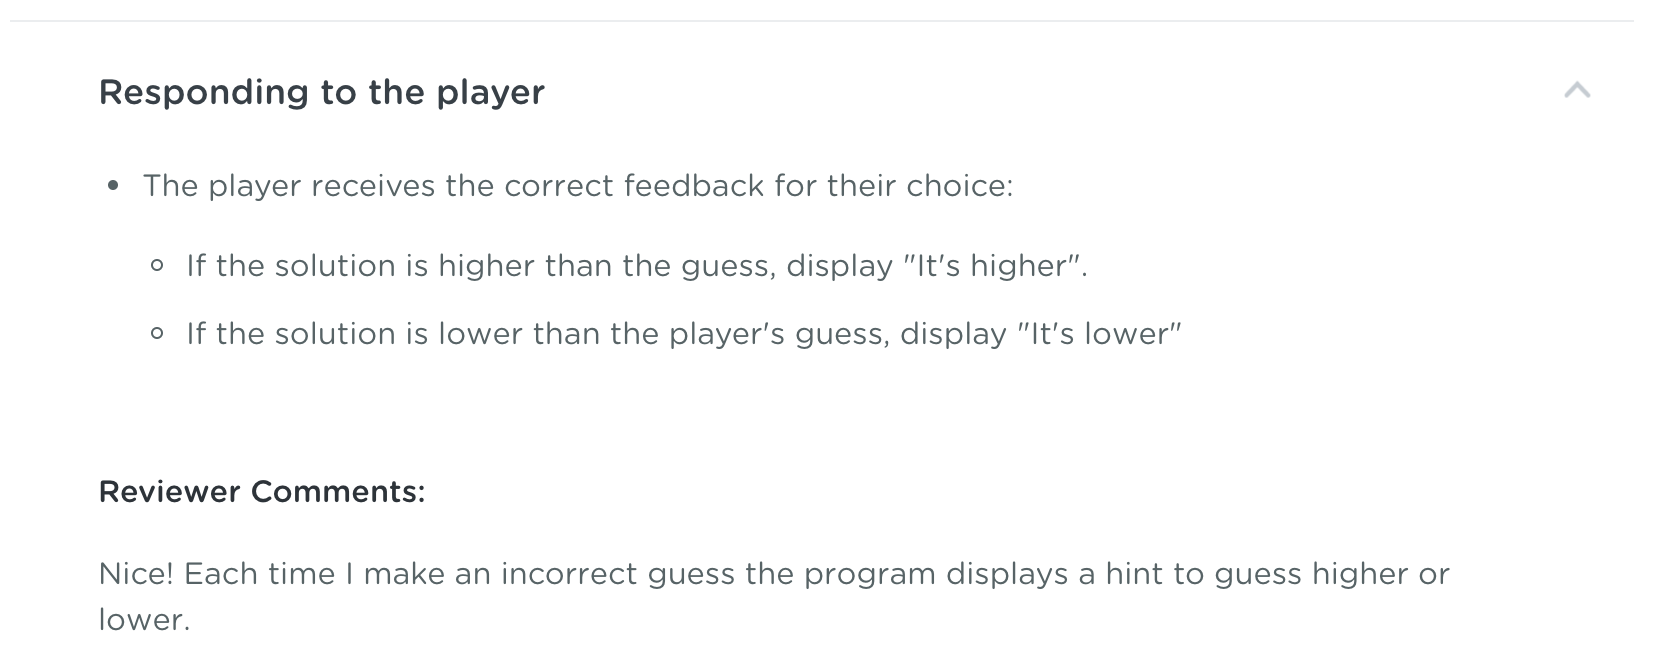 Responding to the player
• The player receives the correct feedback for their choice:
◦ If the solution is higher than the guess, display "It's higher".
◦ If the solution is lower than the player's guess, display "It's lower"
Reviewer Comments:
Nice! Each time I make an incorrect guess the program displays a hint to guess higher or
lower.